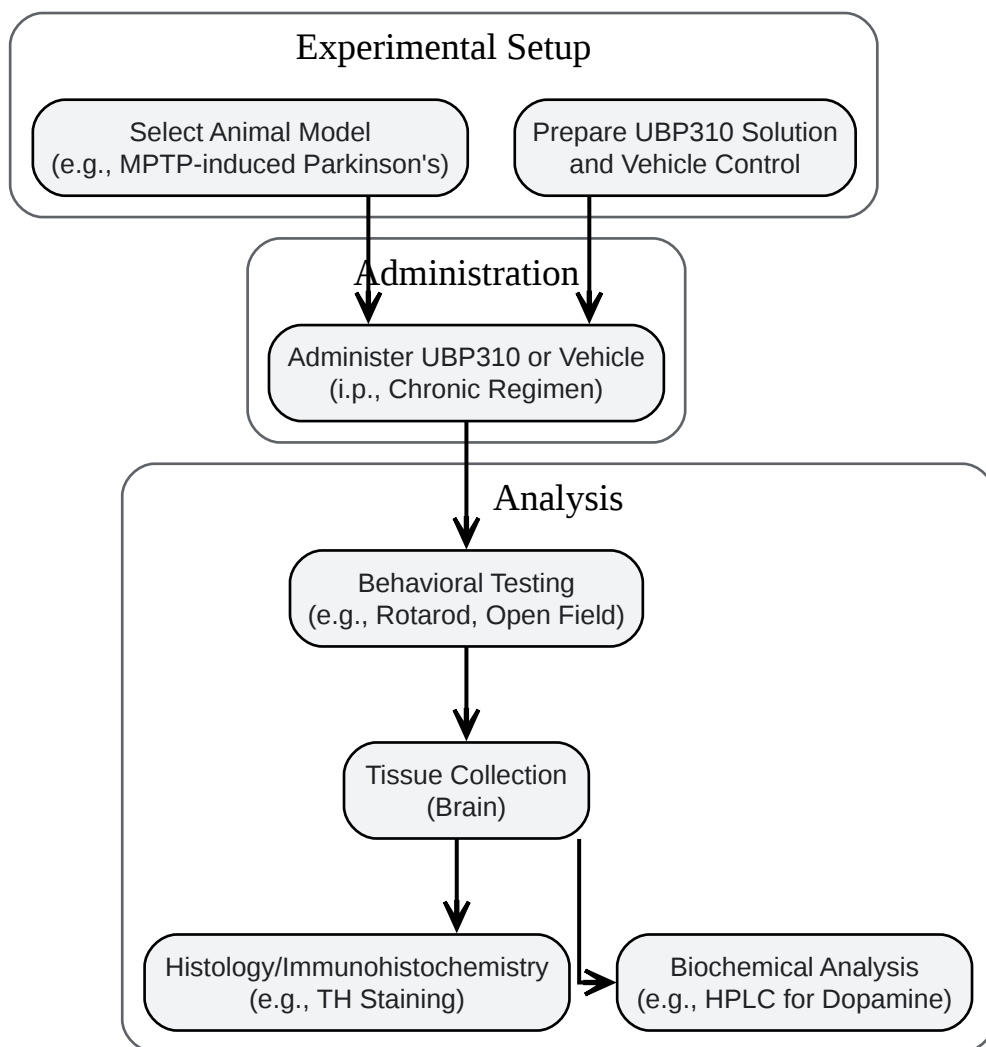 Experimental Setup
Select Animal Model
(e.g., MPTP-induced Parkinson's)
Prepare UBP310 Solution
and Vehicle Control
Administration
Administer UBP310 or Vehicle
(i.p., Chronic Regimen)
Analysis
Behavioral Testing
(e.g., Rotarod, Open Field)
Tissue Collection
(Brain)
Histology/Immunohistochemistry
(e.g., TH Staining)
Biochemical Analysis
(e.g., HPLC for Dopamine)